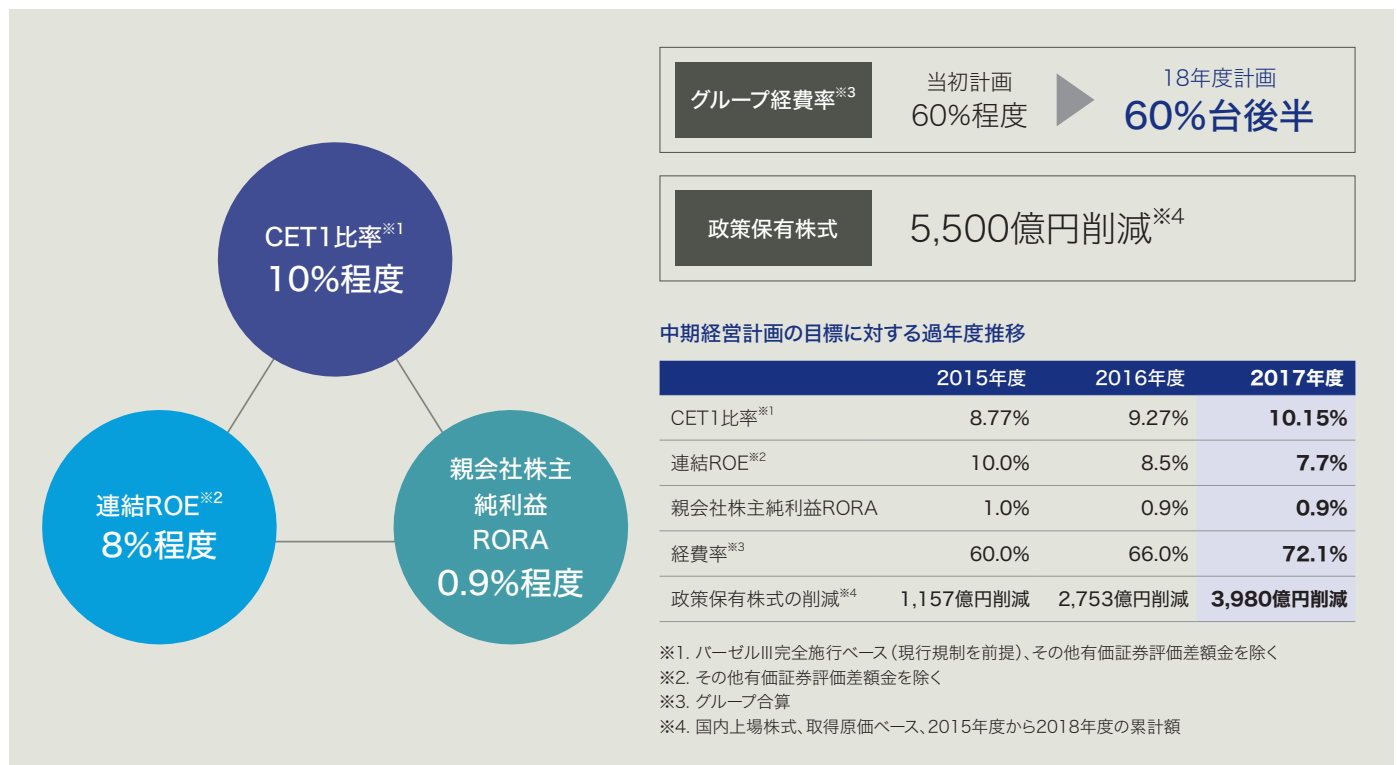 CET1比率※1
10%程度
連結ROE※2
8%程度
親会社株主
純利益
RORA
0.9%程度
グループ経費率※3
当初計画
60%程度
18年度計画
60%台後半
政策保有株式
5,500億円削減※4
中期経営計画の目標に対する過年度推移
2015年度 2016年度 2017年度
CET1比率※1 8.77% 9.27% 10.15%
連結ROE※2 10.0% 8.5% 7.7%
親会社株主純利益RORA 1.0% 0.9% 0.9%
経費率※3 60.0% 66.0% 72.1%
政策保有株式の削減※4 1,157億円削減 2,753億円削減 3,980億円削減
※1. バーゼルⅢ完全施行ベース（現行規制を前提）、その他有価証券評価差額金を除く
※2. その他有価証券評価差額金を除く
※3. グループ合算
※4. 国内上場株式、取得原価ベース、2015年度から2018年度の累計額